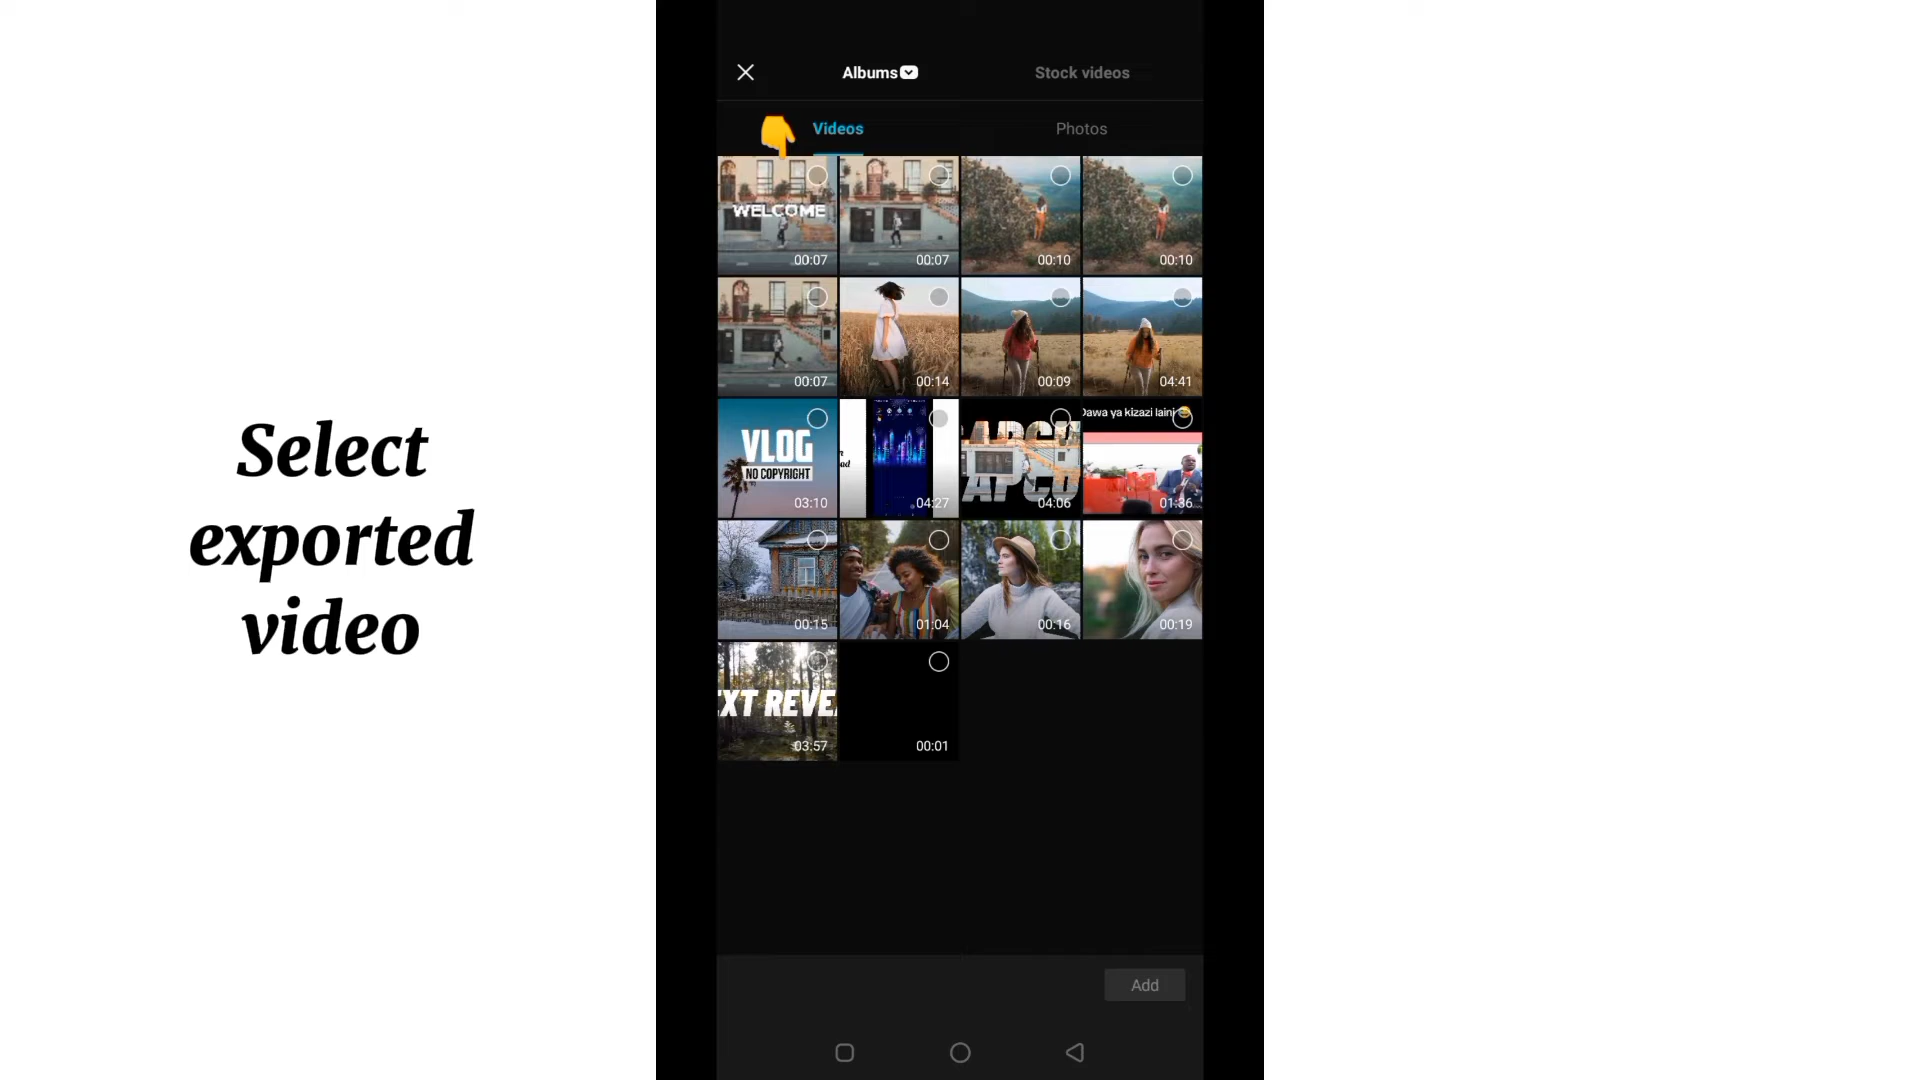 Albums
Stock videos
Videos
Photos
WELCOME
00:07
00:07
00:10
00:10
00:07
00:14
00:09
04:41
VLOG
NO COPYRIGHT
03:10
04:27
04:06
Dawa ya kizazi laini 😂
01:36
00:15
01:04
00:16
00:19
EXT REVEA
03:57
00:01
Add
Select
exported
video